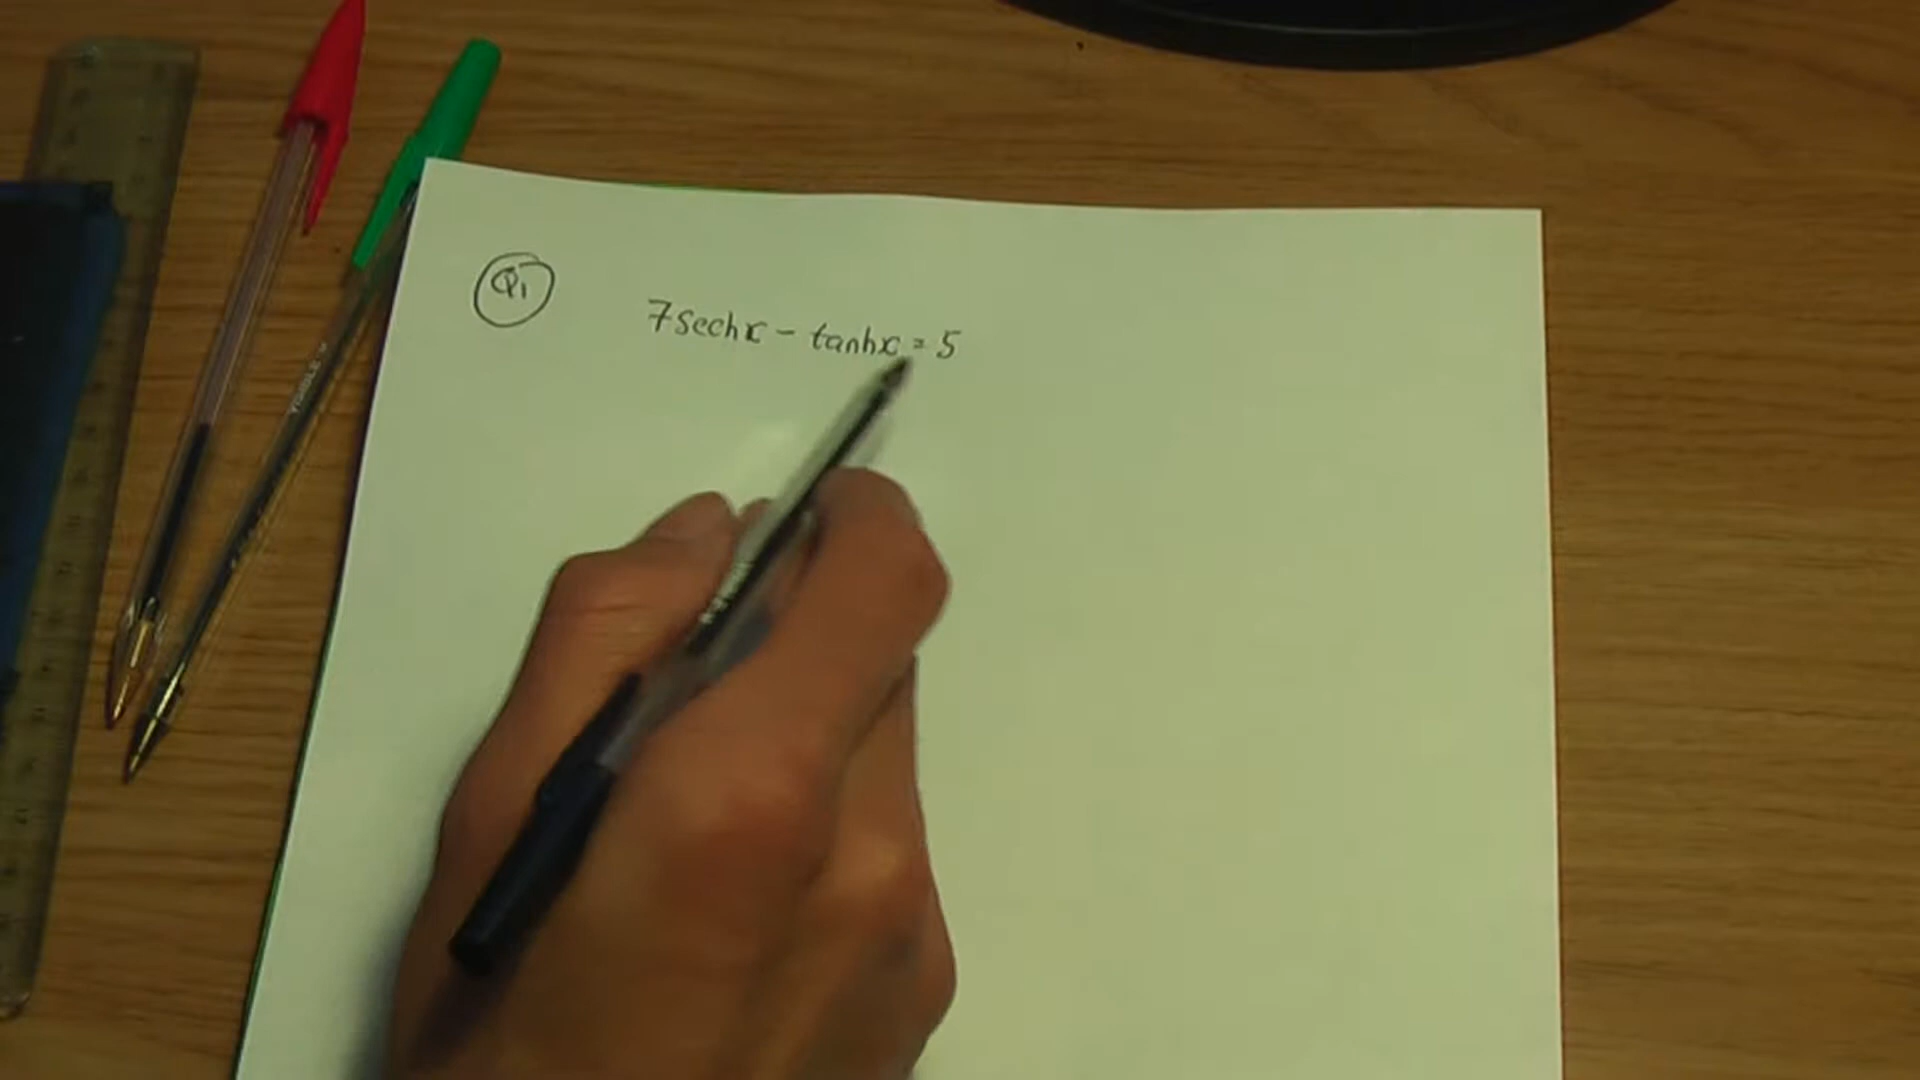 Q1
7sechx - tanhx = 5